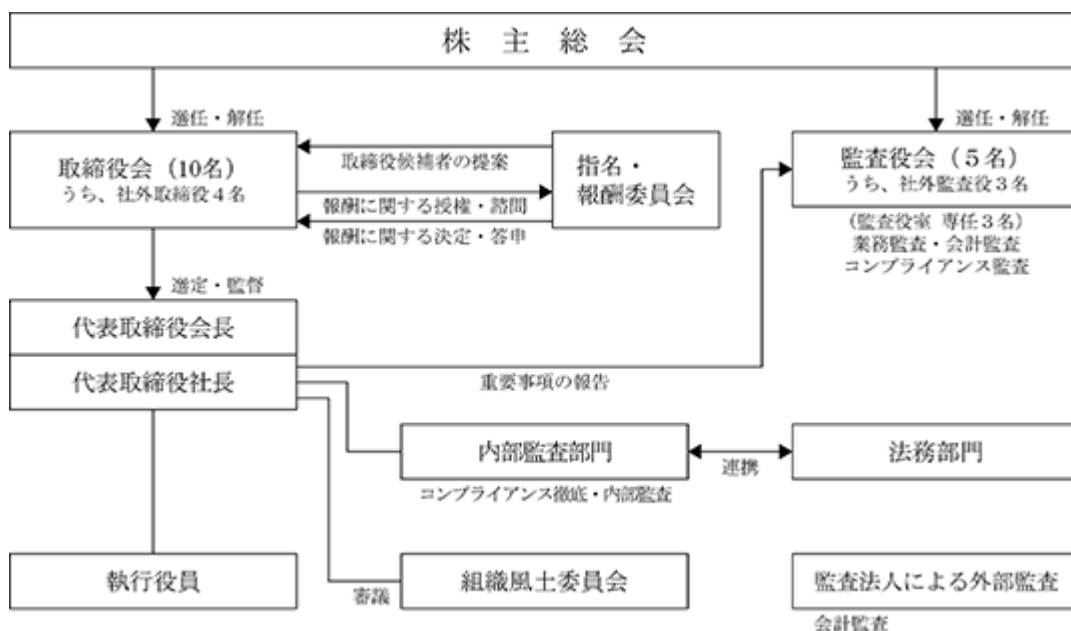 株主総会
選任・解任
選任・解任
取締役会（10名）
うち、社外取締役４名
取締役候補者の提案
報酬に関する授権・諮問
報酬に関する決定・答申
指名・
報酬委員会
監査役会（５名）
うち、社外監査役３名
(監査役室 専任３名)
業務監査・会計監査
コンプライアンス監査
選定・監督
代表取締役会長
代表取締役社長
重要事項の報告
内部監査部門
連携
法務部門
コンプライアンス徹底・内部監査
執行役員
審議
組織風土委員会
監査法人による外部監査
会計監査